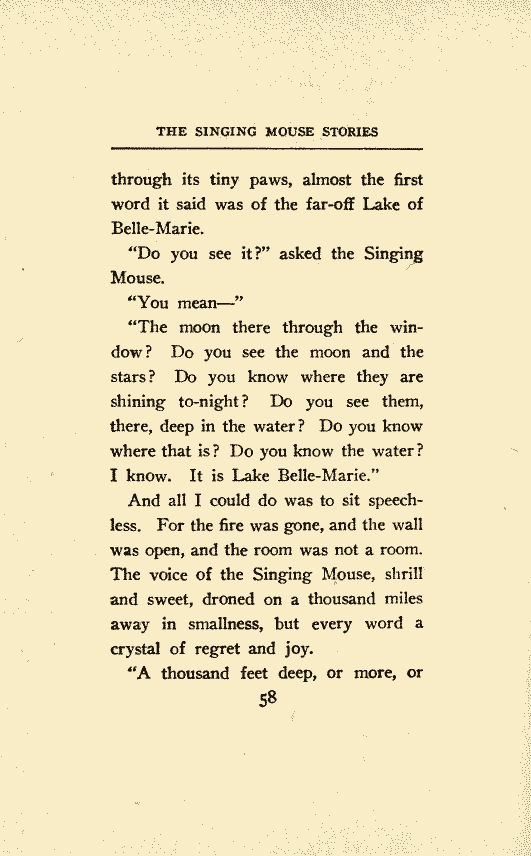 THE SINGING MOUSE STORIES
through its tiny paws, almost the first
word it said was of the far-off Lake of
Belle-Marie.
"Do you see it?" asked the Singing
Mouse.
"You mean—"
"The moon there through the win-
dow? Do you see the moon and the
stars? Do you know where they are
shining to-night? Do you see them,
there, deep in the water? Do you know
where that is? Do you know the water?
I know. It is Lake Belle-Marie."
And all I could do was to sit speech-
less. For the fire was gone, and the wall
was open, and the room was not a room.
The voice of the Singing Mouse, shrill
and sweet, droned on a thousand miles
away in smallness, but every word a
crystal of regret and joy.
"A thousand feet deep, or more, or
58